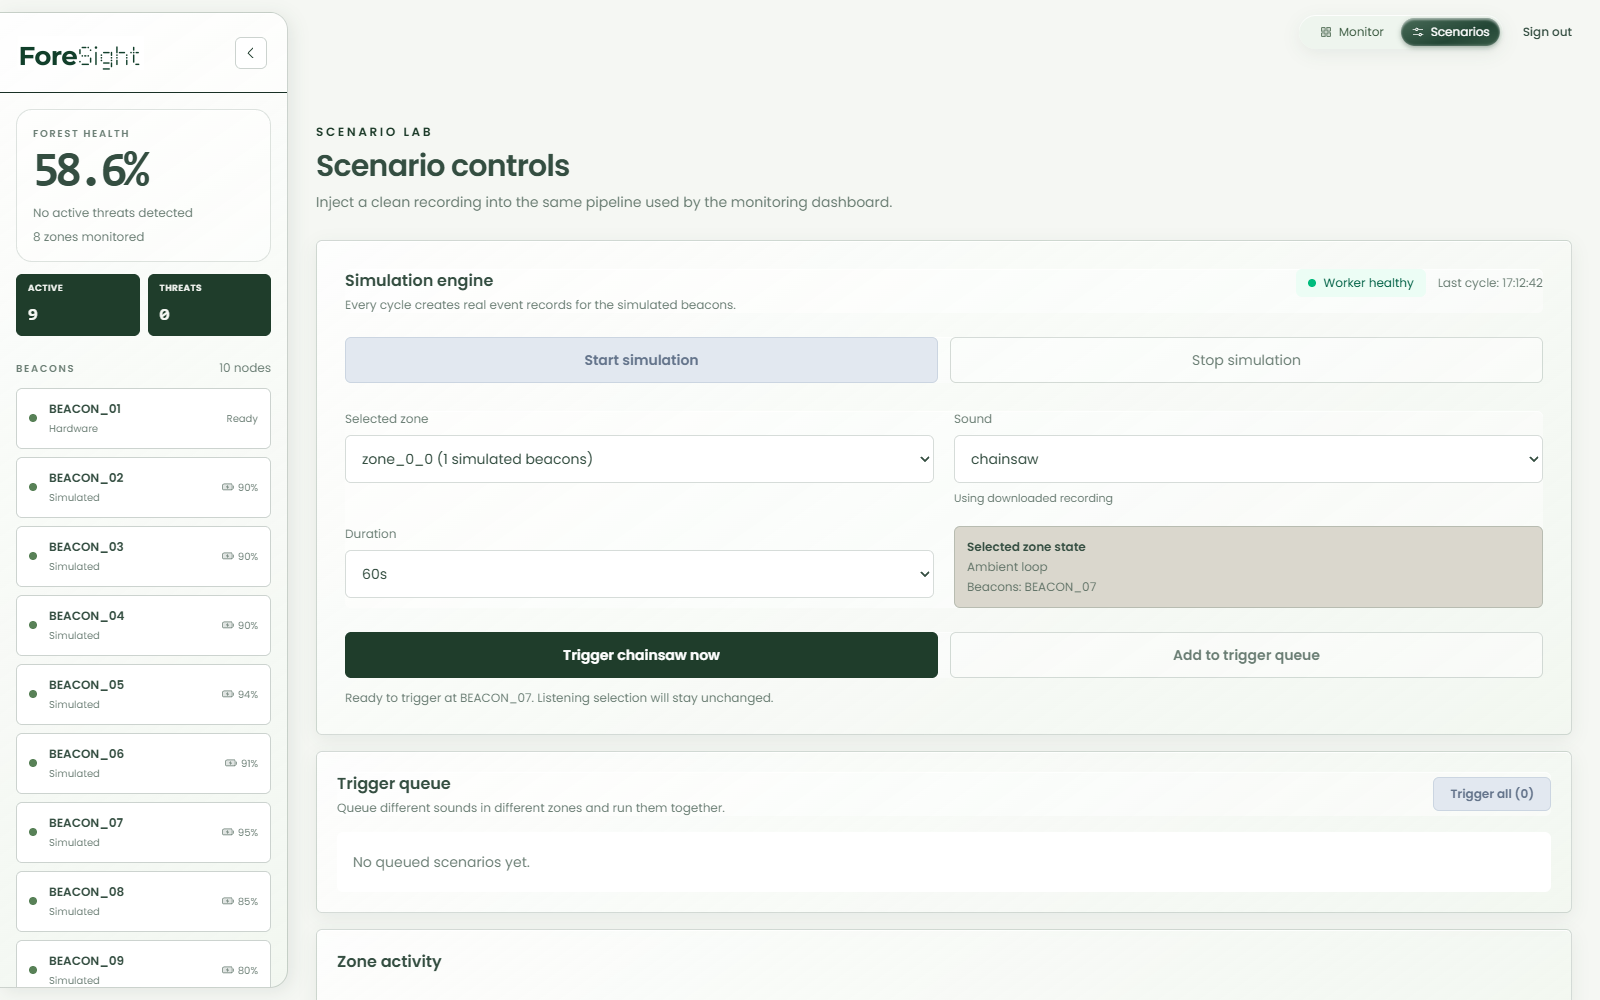 ForeSight
Monitor
Scenarios
Sign out
FOREST HEALTH
58.6%
No active threats detected
8 zones monitored
ACTIVE
9
THREATS
0
BEACONS
10 nodes
BEACON_01
Hardware
Ready
BEACON_02
Simulated
90%
BEACON_03
Simulated
90%
BEACON_04
Simulated
90%
BEACON_05
Simulated
94%
BEACON_06
Simulated
91%
BEACON_07
Simulated
95%
BEACON_08
Simulated
85%
BEACON_09
Simulated
80%
SCENARIO LAB
Scenario controls
Inject a clean recording into the same pipeline used by the monitoring dashboard.
Simulation engine
Every cycle creates real event records for the simulated beacons.
Worker healthy
Last cycle: 17:12:42
Start simulation
Stop simulation
Selected zone
zone_0_0 (1 simulated beacons)
Sound
chainsaw
Using downloaded recording
Duration
60s
Selected zone state
Ambient loop
Beacons: BEACON_07
Trigger chainsaw now
Add to trigger queue
Ready to trigger at BEACON_07. Listening selection will stay unchanged.
Trigger queue
Queue different sounds in different zones and run them together.
Trigger all (0)
No queued scenarios yet.
Zone activity